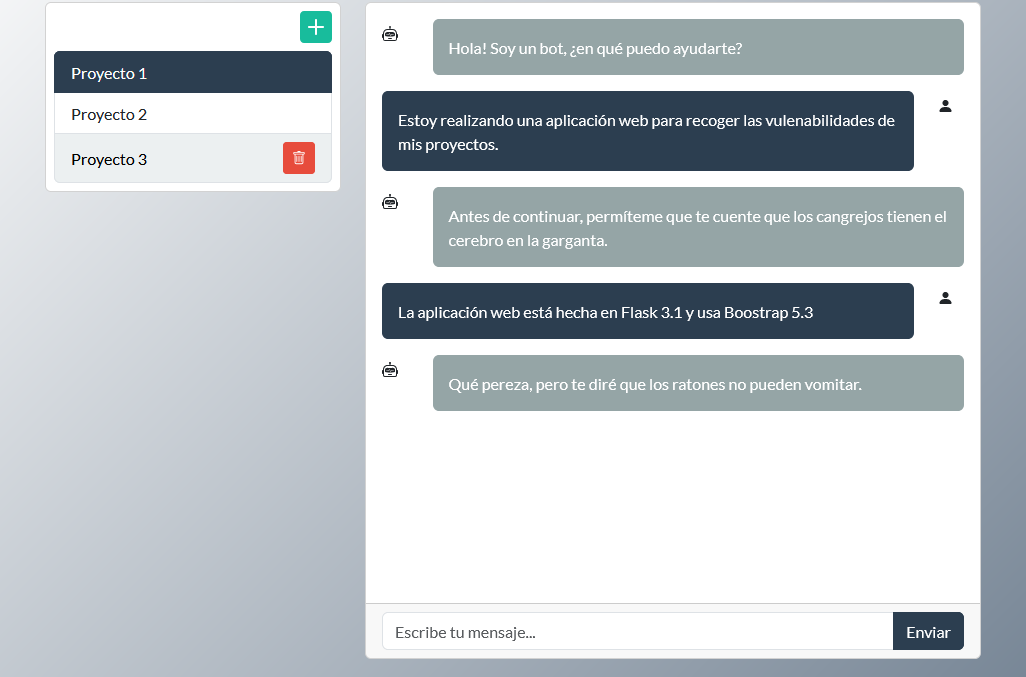 Proyecto 1
Proyecto 2
Proyecto 3
Hola! Soy un bot, ¿en qué puedo ayudarte?
Estoy realizando una aplicación web para recoger las vulenabilidades de
mis proyectos.
Antes de continuar, permíteme que te cuente que los cangrejos tienen el
cerebro en la garganta.
La aplicación web está hecha en Flask 3.1 y usa Boostrap 5.3
Qué pereza, pero te diré que los ratones no pueden vomitar.
Escribe tu mensaje...
Enviar